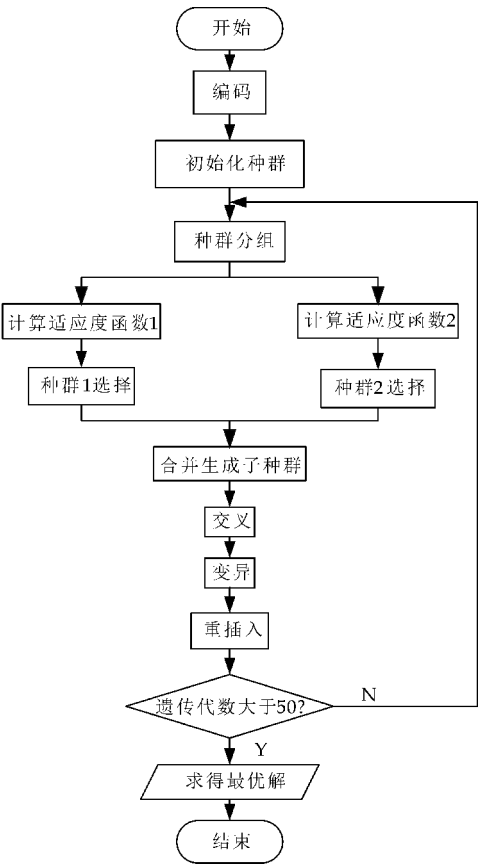 开始
编码
初始化种群
种群分组
计算适应度函数1
计算适应度函数2
种群1选择
种群2选择
合并生成子种群
交叉
变异
重插入
遗传代数大于50?
N
Y
求得最优解
结束